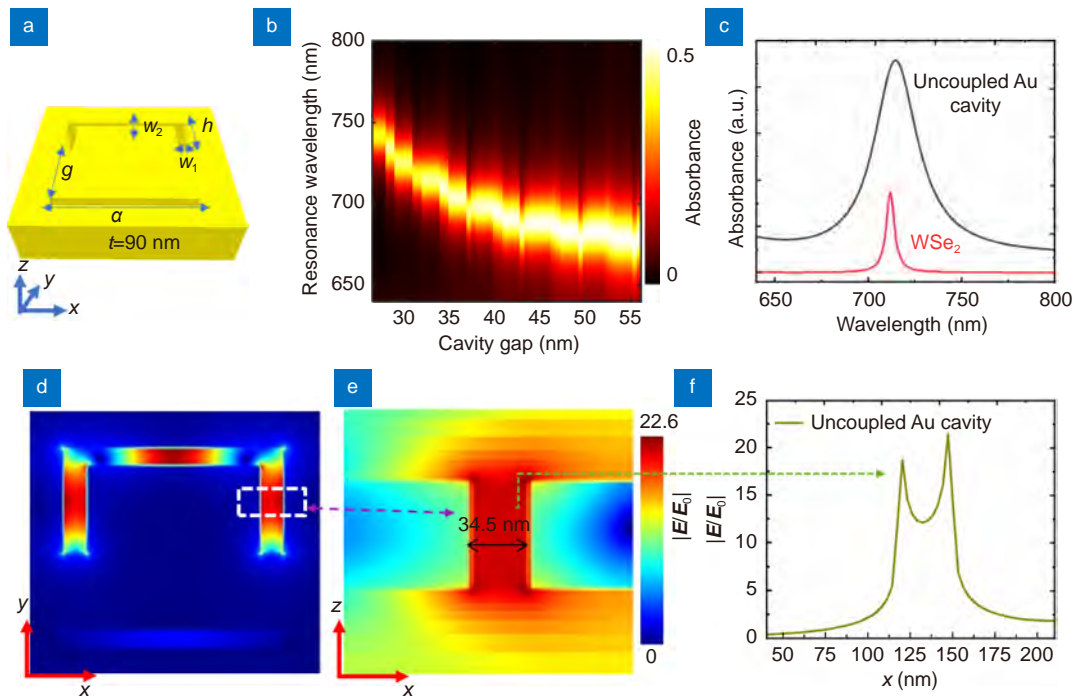 a
w2
h
w1
g
α
t=90 nm
z
y
x
b
Resonance wavelength (nm)
800
750
700
650
30
35
40
45
50
55
Cavity gap (nm)
0.5
Absorbance
0
c
Absorbance (a.u.)
Uncoupled Au
cavity
WSe2
650
700
750
800
Wavelength (nm)
d
y
x
e
34.5 nm
z
x
22.6
|E/E0|
0
f
|E/E0|
25
20
15
10
5
0
Uncoupled Au cavity
50
75
100
125
150
175
200
x (nm)